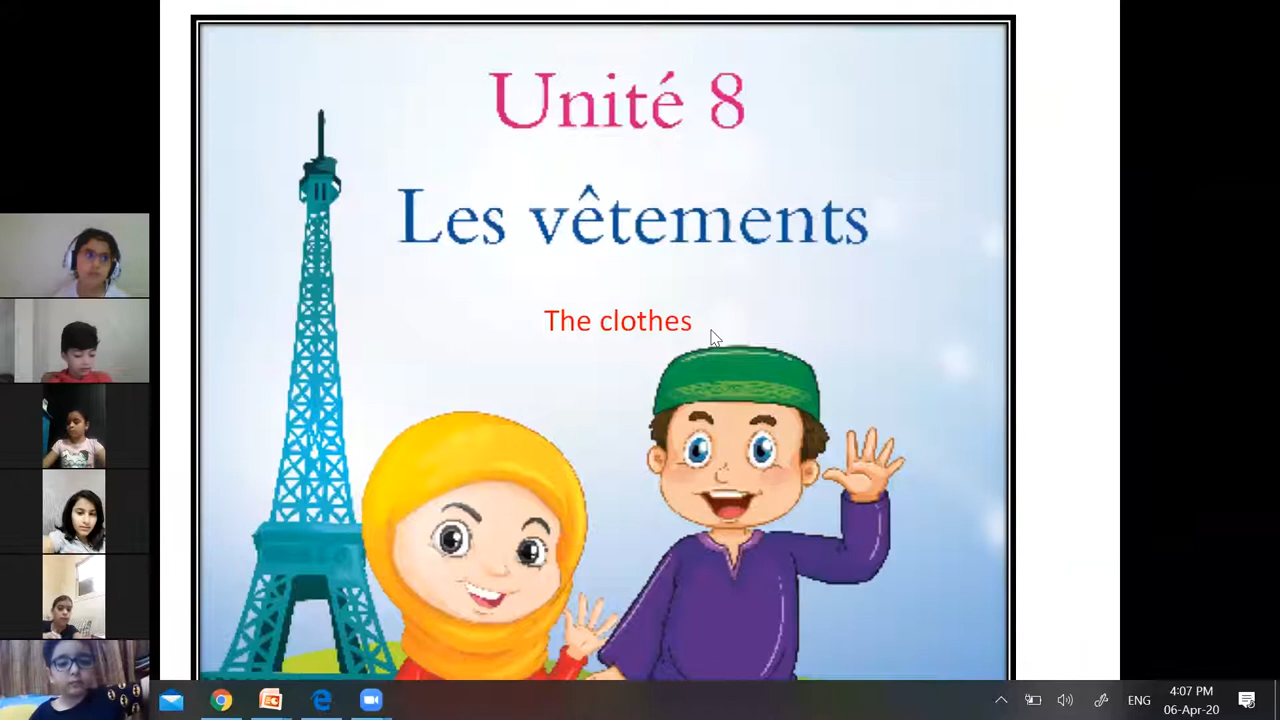 Unité 8
Les vêtements
The clothes
ENG
4:07 PM
06-Apr-20